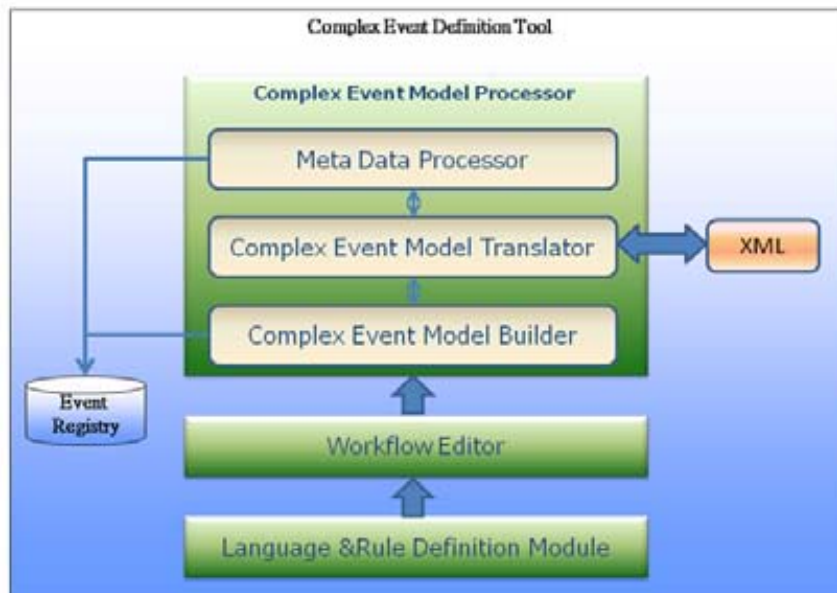 Complex Event Definition Tool
Complex Event Model Processor
Meta Data Processor
Complex Event Model Translator
XML
Complex Event Model Builder
Event
Registry
Workflow Editor
Language &Rule Definition Module